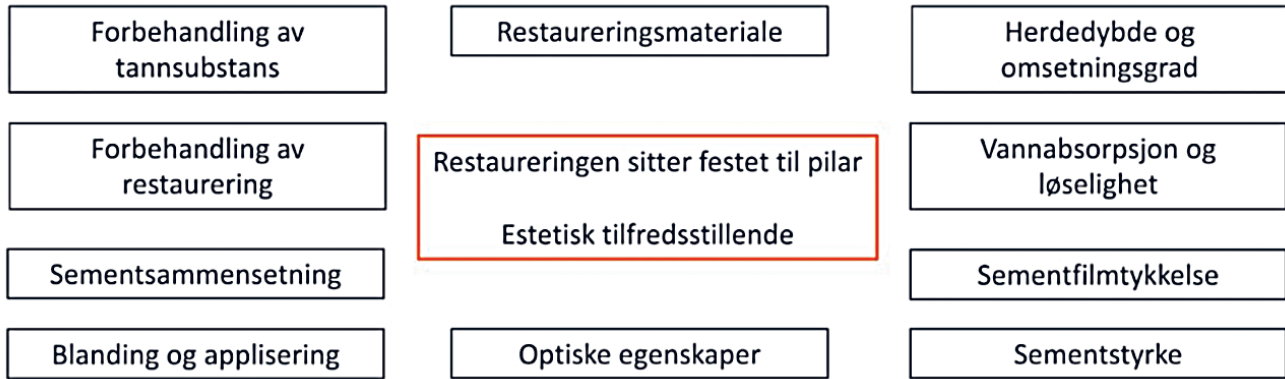 Forbehandling av
tannsubstans
Restaureringsmateriale
Herdedybde og
omsetningsgrad
Forbehandling av
restaurering
Restaureringen sitter festet til pilar
Estetisk tilfredsstillende
Vannabsorpsjon og
løselighet
Sementsammensetning
Sementfilmtykkelse
Blanding og applisering
Optiske egenskaper
Sementstyrke